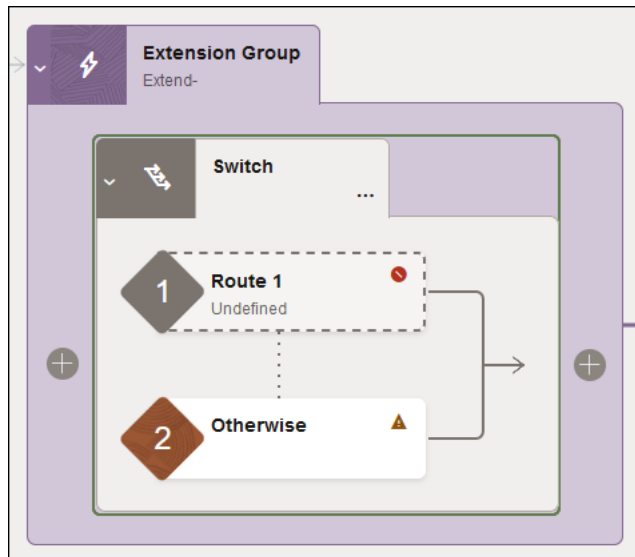 Extension Group
Extend-
Switch
...
1
Route 1
Undefined
2
Otherwise